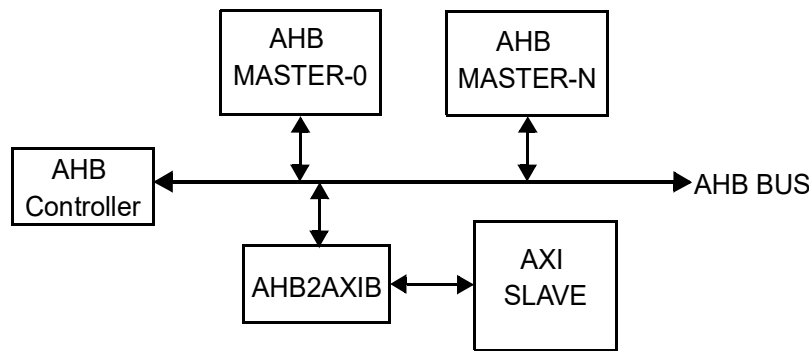 AHB
MASTER-0
AHB
MASTER-N
AHB
Controller
AHB BUS
AHB2AXIB
AXI
SLAVE